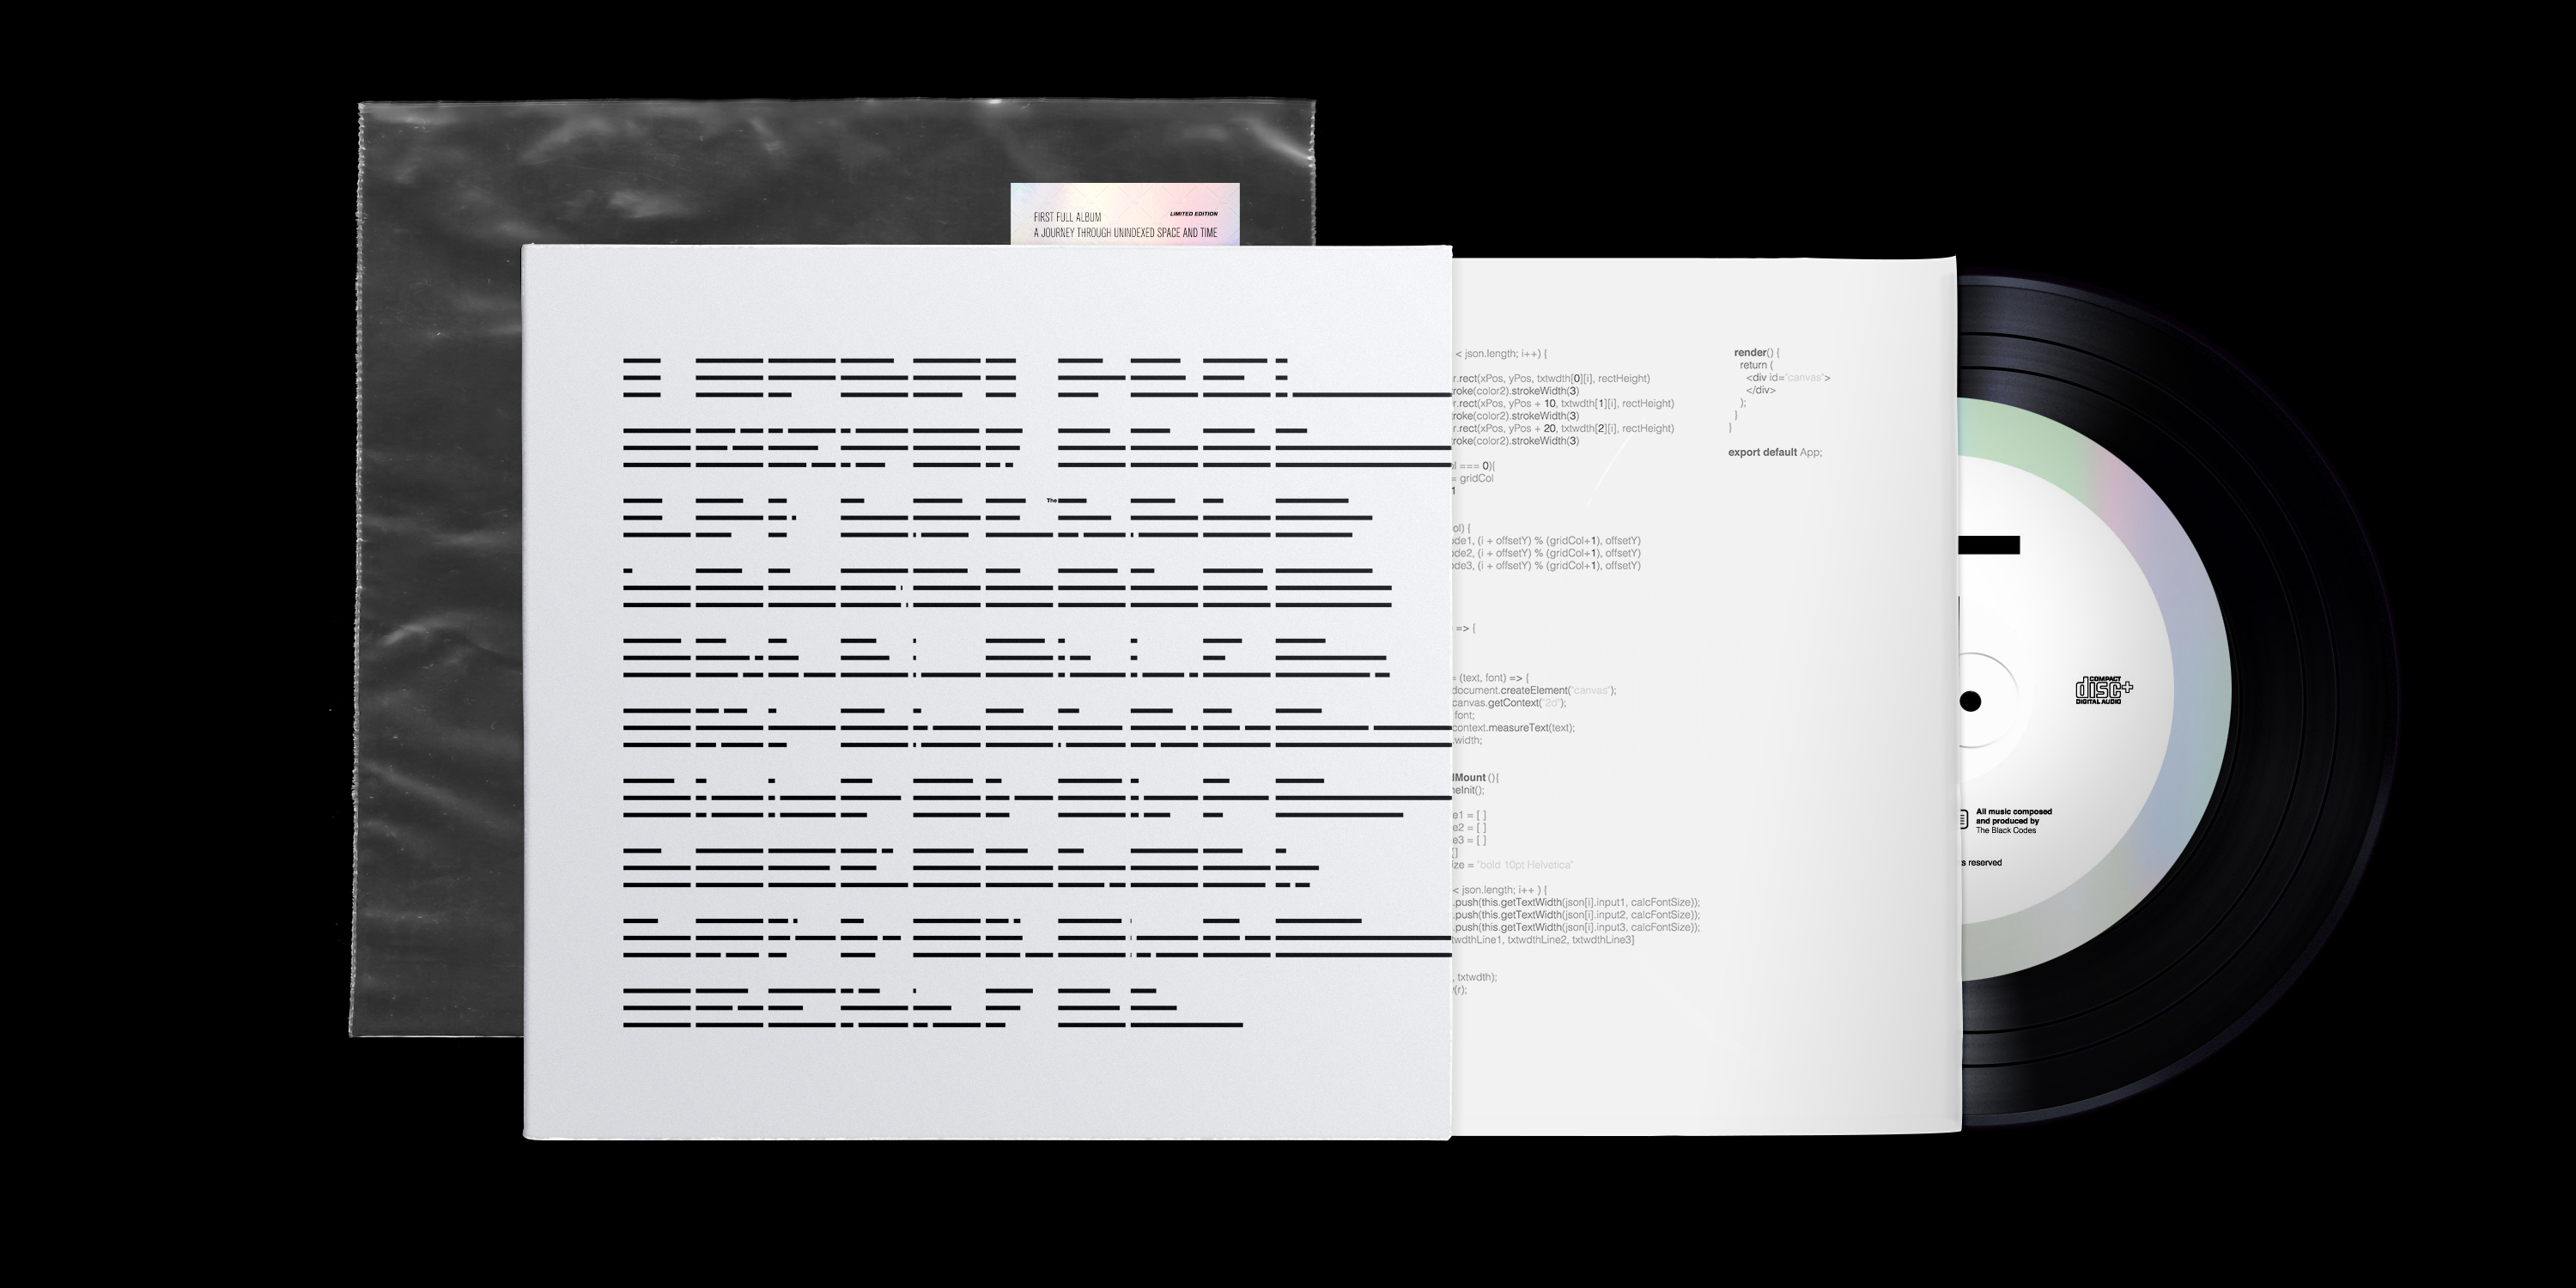 FIRST FULL ALBUM
LIMITED EDITION
A JOURNEY THROUGH UNINDEXED SPACE AND TIME
The
< json.length; i++) {
.rect(xPos, yPos, txtwdth[0][i], rectHeight)
roke(color2).strokeWidth(3)
.rect(xPos, yPos + 10, txtwdth[1][i], rectHeight)
roke(color2).strokeWidth(3)
.rect(xPos, yPos + 20, txtwdth[2][i], rectHeight)
roke(color2).strokeWidth(3)
=== 0){
= gridCol
1
ol) {
de1, (i + offsetY) % (gridCol+1), offsetY)
de2, (i + offsetY) % (gridCol+1), offsetY)
de3, (i + offsetY) % (gridCol+1), offsetY)
=> {
= (text, font) => {
document.createElement("canvas");
canvas.getContext("2d");
font;
context.measureText(text);
width;
Mount (){
eInit();
e1 = [ ]
e2 = [ ]
e3 = [ ]
[]
ize = "bold 10pt Helvetica"
< json.length; i++ ) {
.push(this.getTextWidth(json[i].input1, calcFontSize));
.push(this.getTextWidth(json[i].input2, calcFontSize));
.push(this.getTextWidth(json[i].input3, calcFontSize));
twdthLine1, txtwdthLine2, txtwdthLine3]
, txtwdth);
(r);
render() {
return (
<div id="canvas">
</div>
);
}
}
export default App;
COMPACT
disc+
DIGITAL AUDIO
All music composed
and produced by
The Black Codes
s reserved